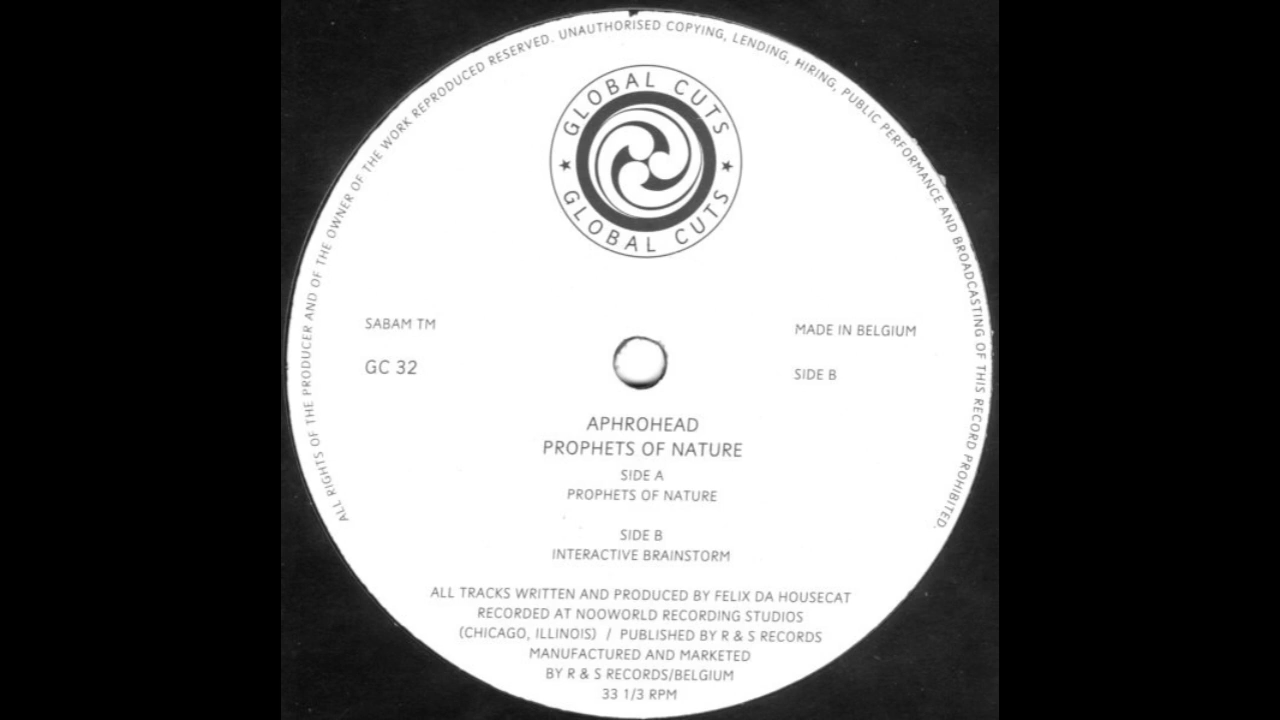 ALL RIGHTS OF THE PRODUCER AND OF THE OWNER OF THE WORK REPRODUCED RESERVED. UNAUTHORISED COPYING, LENDING, HIRING, PUBLIC PERFORMANCE AND BROADCASTING OF THIS RECORD PROHIBITED.
GLOBAL CUTS
GLOBAL CUTS
SABAM TM
MADE IN BELGIUM
GC 32
SIDE B
APHROHEAD
PROPHETS OF NATURE
SIDE A
PROPHETS OF NATURE
SIDE B
INTERACTIVE BRAINSTORM
ALL TRACKS WRITTEN AND PRODUCED BY FELIX DA HOUSECAT
RECORDED AT NOOWORLD RECORDING STUDIOS
(CHICAGO, ILLINOIS) / PUBLISHED BY R & S RECORDS
MANUFACTURED AND MARKETED
BY R & S RECORDS/BELGIUM
33 1/3 RPM